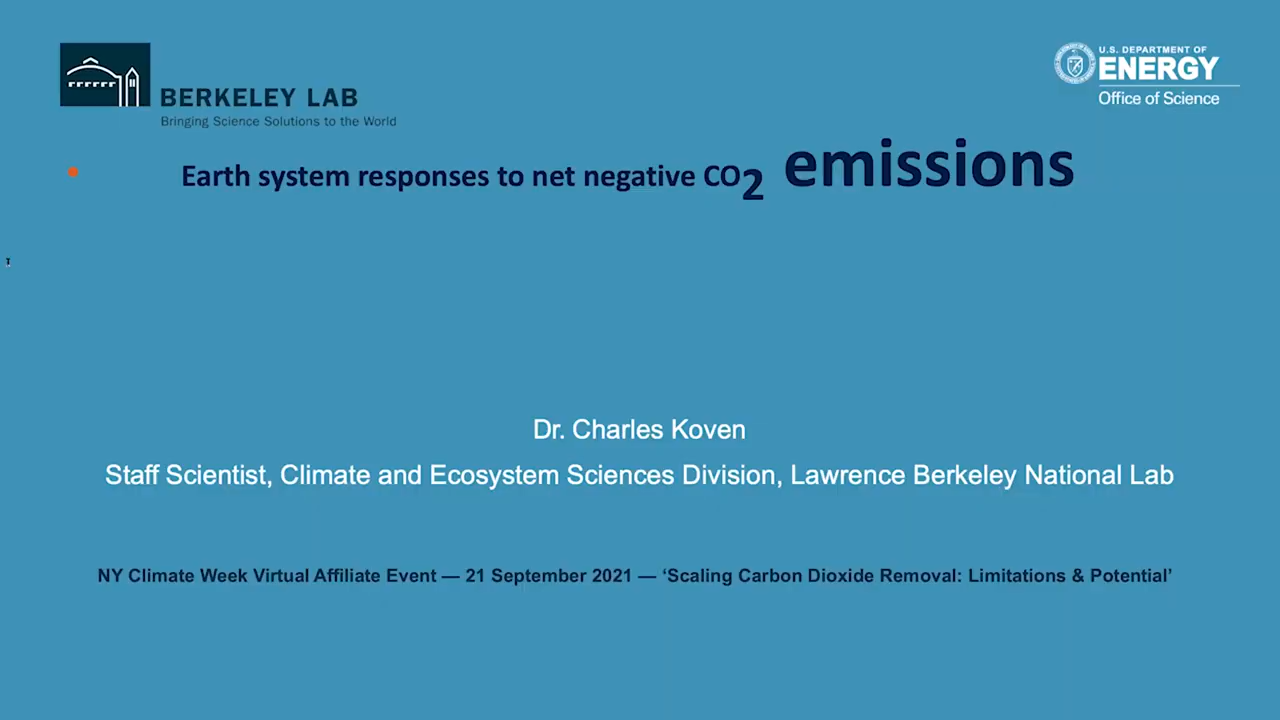 BERKELEY LAB
Bringing Science Solutions to the World
U.S. DEPARTMENT OF
ENERGY
Office of Science
Earth system responses to net negative CO2 emissions
Dr. Charles Koven
Staff Scientist, Climate and Ecosystem Sciences Division, Lawrence Berkeley National Lab
NY Climate Week Virtual Affiliate Event — 21 September 2021 — ‘Scaling Carbon Dioxide Removal: Limitations & Potential’